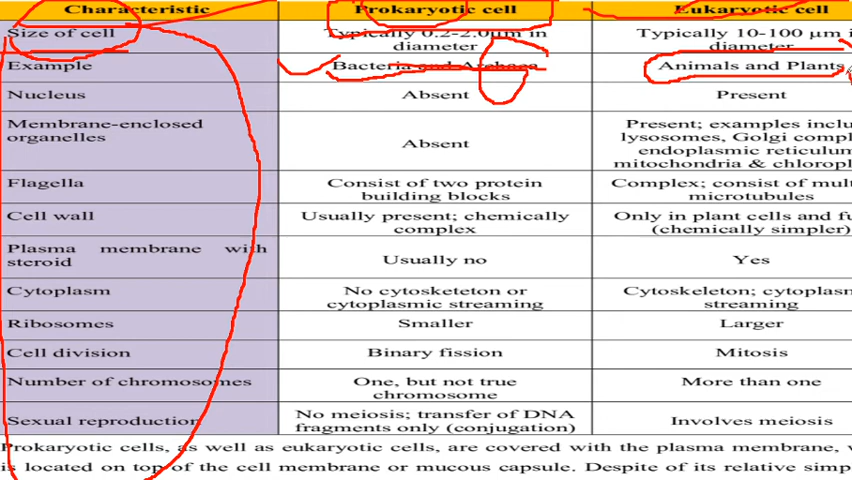 Characteristic Prokaryotic cell Eukaryotic cell
Size of cell Typically 0.2-2.0µm in diameter Typically 10-100 µm i diameter
Example Bacteria and Archaea Animals and Plants
Nucleus Absent Present
Membrane-enclosed organelles Absent Present; examples inclu lysosomes, Golgi compl endoplasmic reticulum mitochondria & chloropl
Flagella Consist of two protein building blocks Complex; consist of mult microtubules
Cell wall Usually present; chemically complex Only in plant cells and fu (chemically simpler)
Plasma membrane with steroid Usually no Yes
Cytoplasm No cytosketeton or cytoplasmic streaming Cytoskeleton; cytoplasm streaming
Ribosomes Smaller Larger
Cell division Binary fission Mitosis
Number of chromosomes One, but not true chromosome More than one
Sexual reproduction No meiosis; transfer of DNA fragments only (conjugation) Involves meiosis
Prokaryotic cells, as well as eukaryotic cells, are covered with the plasma membrane,
is located on top of the cell membrane or mucous capsule. Despite of its relative simp